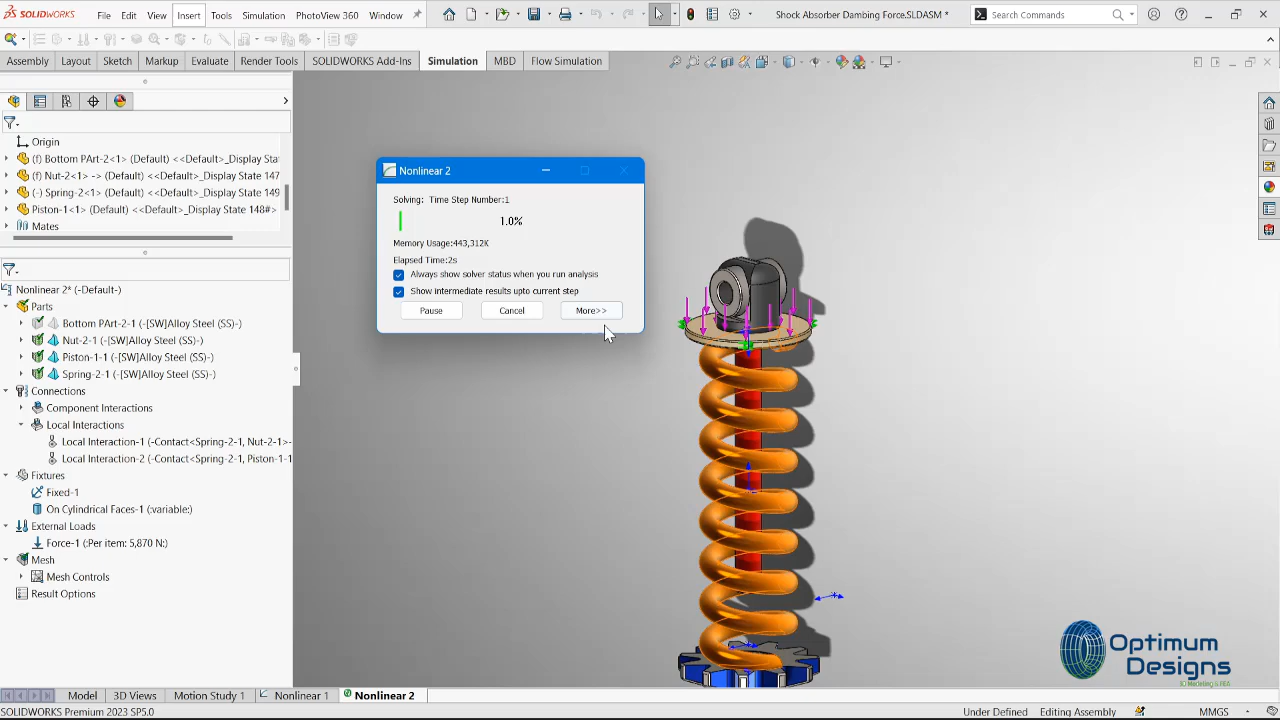 SOLIDWORKS
File
Edit
View
Insert
Tools
Simulation
PhotoView 360
Window
Shock Absorber Dambing Force.SLDASM *
Search Commands
Assembly
Layout
Sketch
Markup
Evaluate
Render Tools
SOLIDWORKS Add-Ins
Simulation
MBD
Flow Simulation
Origin
(f) Bottom PArt-2<1> (Default) <<Default>_Display Stat
(f) Nut-2<1> -> (Default) <<Default>_Display State 147
(-) Spring-2<1> (Default) <<Default>_Display State 149
Piston-1<1> (Default) <<Default>_Display State 148#>
Mates
Nonlinear 2* (-Default-)
Parts
Bottom PArt-2-1 (-[SW]Alloy Steel (SS)-)
Nut-2-1 (-[SW]Alloy Steel (SS)-)
Piston-1-1 (-[SW]Alloy Steel (SS)-)
Spring-2-1 (-[SW]Alloy Steel (SS)-)
Connections
Component Interactions
Local Interactions
Local Interaction-1 (-Contact<Spring-2-1, Nut-2-1>-
Local Interaction-2 (-Contact<Spring-2-1, Piston-1-1
Fixtures
Fixed-1
On Cylindrical Faces-1 (:variable:)
External Loads
Force-1 (:Per item: 5,870 N:)
Mesh
Mesh Controls
Result Options
Nonlinear 2
Solving: Time Step Number:1
1.0%
Memory Usage:443,312K
Elapsed Time:2s
Always show solver status when you run analysis
Show intermediate results upto current step
Pause
Cancel
More>>
Optimum
Designs
3D Modeling & FEA
Model
3D Views
Motion Study 1
Nonlinear 1
Nonlinear 2
SOLIDWORKS Premium 2023 SP5.0
Under Defined
Editing Assembly
MMGS